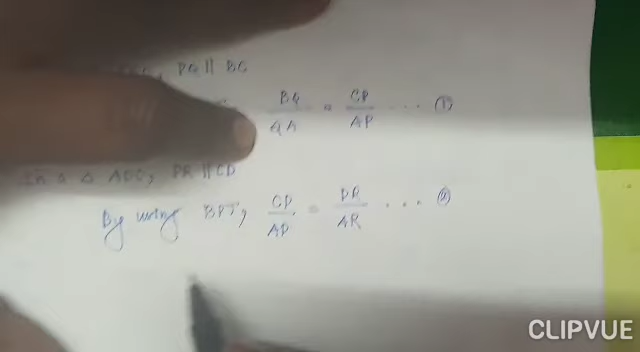 PQ || BC
BQ/QA = CP/AP ... (1)
In a △ ADC, PR || CD
By using BPT, CP/AP = DR/AR ... (2)
CLIPVUE